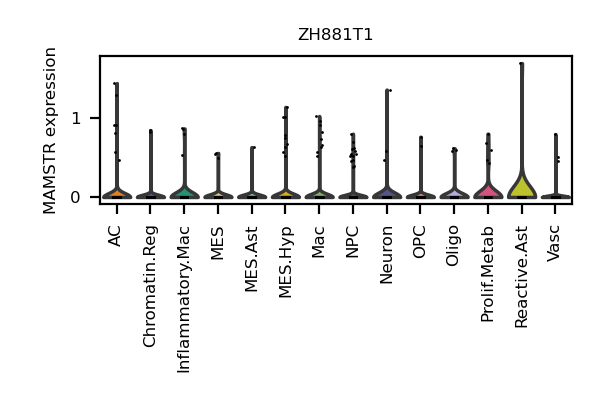 ZH881T1
MAMSTR expression
1
0
AC
Chromatin.Reg
Inflammatory.Mac
MES
MES.Ast
MES.Hyp
Mac
NPC
Neuron
OPC
Oligo
Prolif.Metab
Reactive.Ast
Vasc